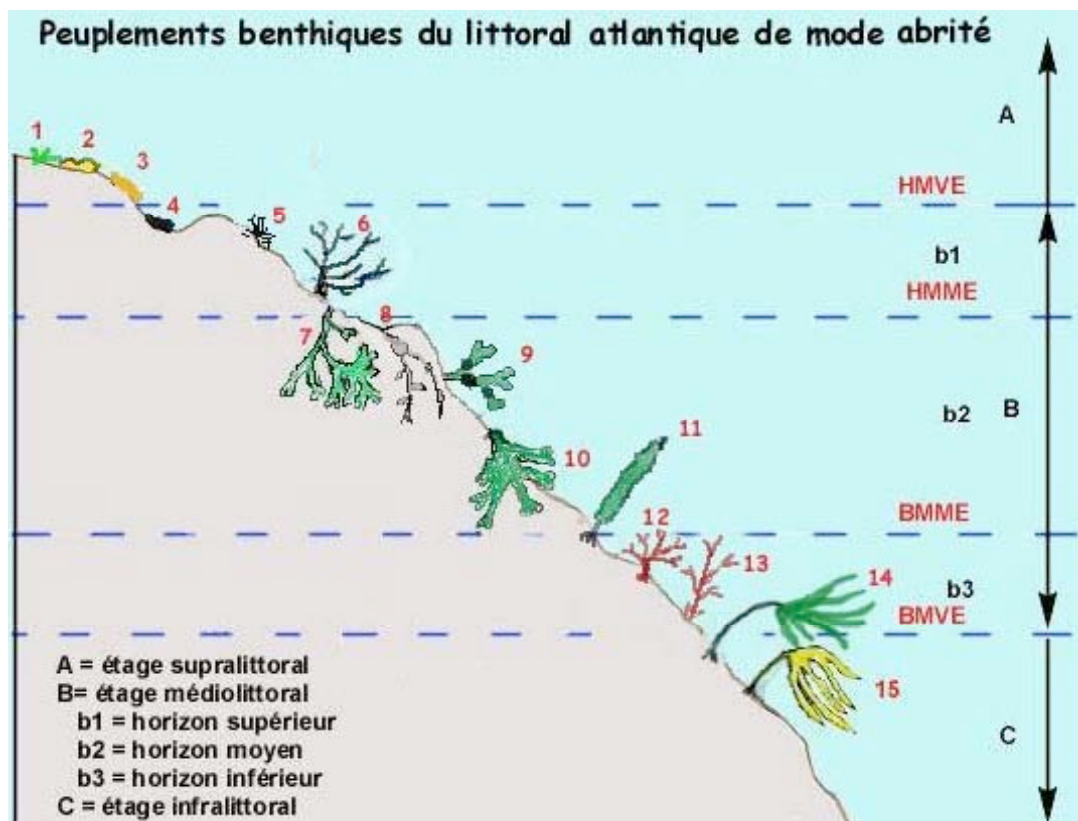 Peuplements benthiques du littoral atlantique de mode abrité
A
1
2
3
HMVE
4
5
6
b1
HMME
7
8
9
b2
B
10
11
BMME
12
13
14
b3
BMVE
15
C
A = étage supralittoral
B= étage médiolittoral
b1 = horizon supérieur
b2 = horizon moyen
b3 = horizon inférieur
C = étage infralittoral